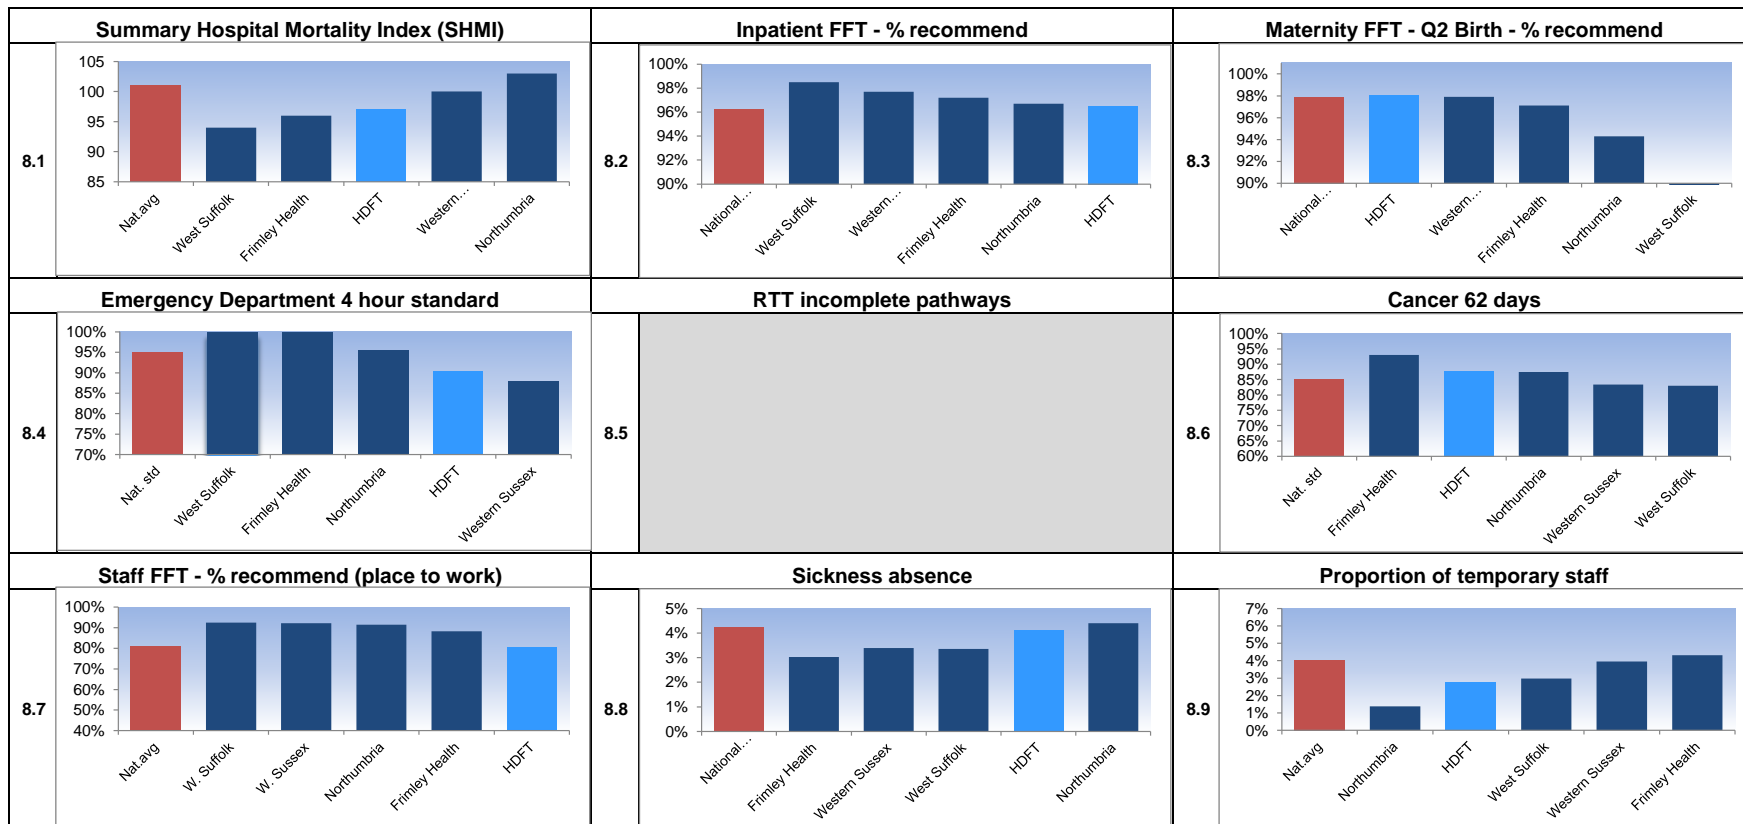 Summary Hospital Mortality Index (SHMI)
8.1
105
100
95
90
85
Nat.avg
West Suffolk
Frimley Health
HDFT
Western...
Northumbria
Inpatient FFT - % recommend
8.2
100%
98%
96%
94%
92%
90%
National...
West Suffolk
Western...
Frimley Health
Northumbria
HDFT
Maternity FFT - Q2 Birth - % recommend
8.3
100%
98%
96%
94%
92%
90%
National...
HDFT
Western...
Frimley Health
Northumbria
West Suffolk
Emergency Department 4 hour standard
8.4
100%
95%
90%
85%
80%
75%
70%
Nat. std
West Suffolk
Frimley Health
Northumbria
HDFT
Western Sussex
RTT incomplete pathways
8.5
Cancer 62 days
8.6
100%
95%
90%
85%
80%
75%
70%
65%
60%
Nat. std
Frimley Health
HDFT
Northumbria
Western Sussex
West Suffolk
Staff FFT - % recommend (place to work)
8.7
100%
90%
80%
70%
60%
50%
40%
Nat.avg
W. Suffolk
W. Sussex
Northumbria
Frimley Health
HDFT
Sickness absence
8.8
5%
4%
3%
2%
1%
0%
National...
Frimley Health
Western Sussex
West Suffolk
HDFT
Northumbria
Proportion of temporary staff
8.9
7%
6%
5%
4%
3%
2%
1%
0%
Nat.avg
Northumbria
HDFT
West Suffolk
Western Sussex
Frimley Health